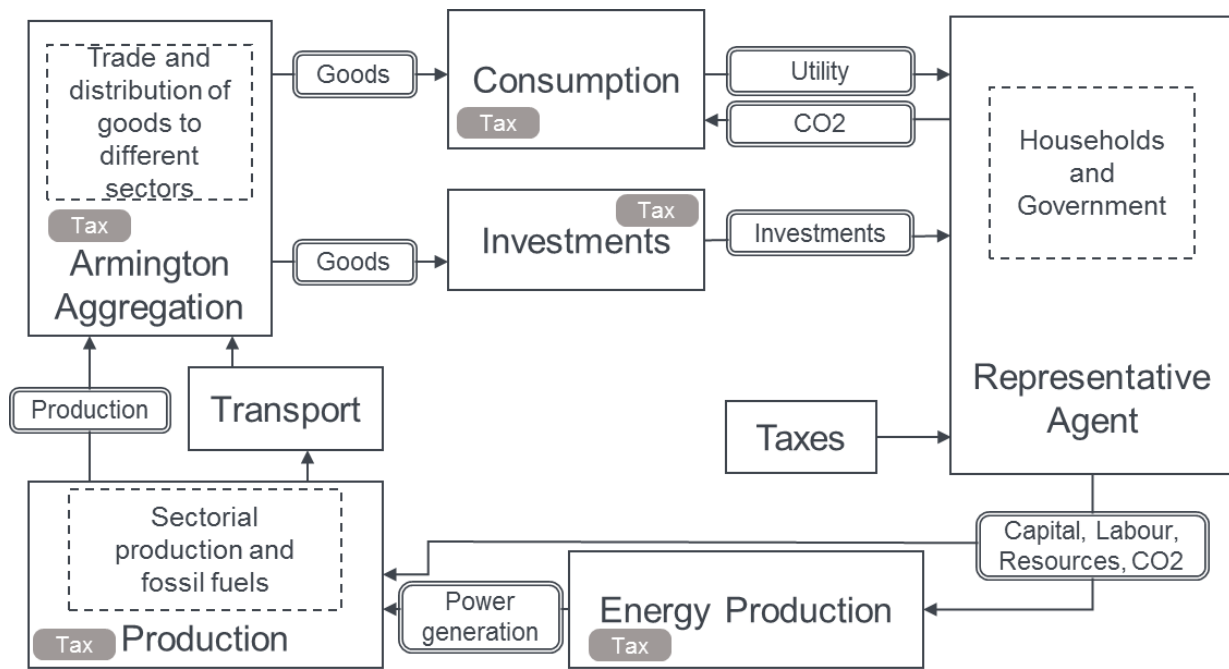 Trade and
distribution of
goods to
different
sectors
Tax
Armington
Aggregation
Goods
Goods
Consumption
Tax
Tax
Investments
Utility
CO2
Investments
Households
and
Government
Representative
Agent
Production
Transport
Taxes
Sectorial
production and
fossil fuels
Tax
Production
Power
generation
Energy Production
Tax
Capital, Labour,
Resources, CO2